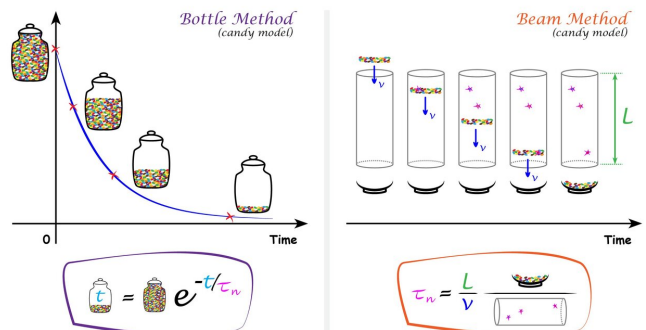 Bottle Method
(candy model)
0
Time
t = e^-t/τn
Beam Method
(candy model)
v
v
v
v
L
Time
τn = L/v